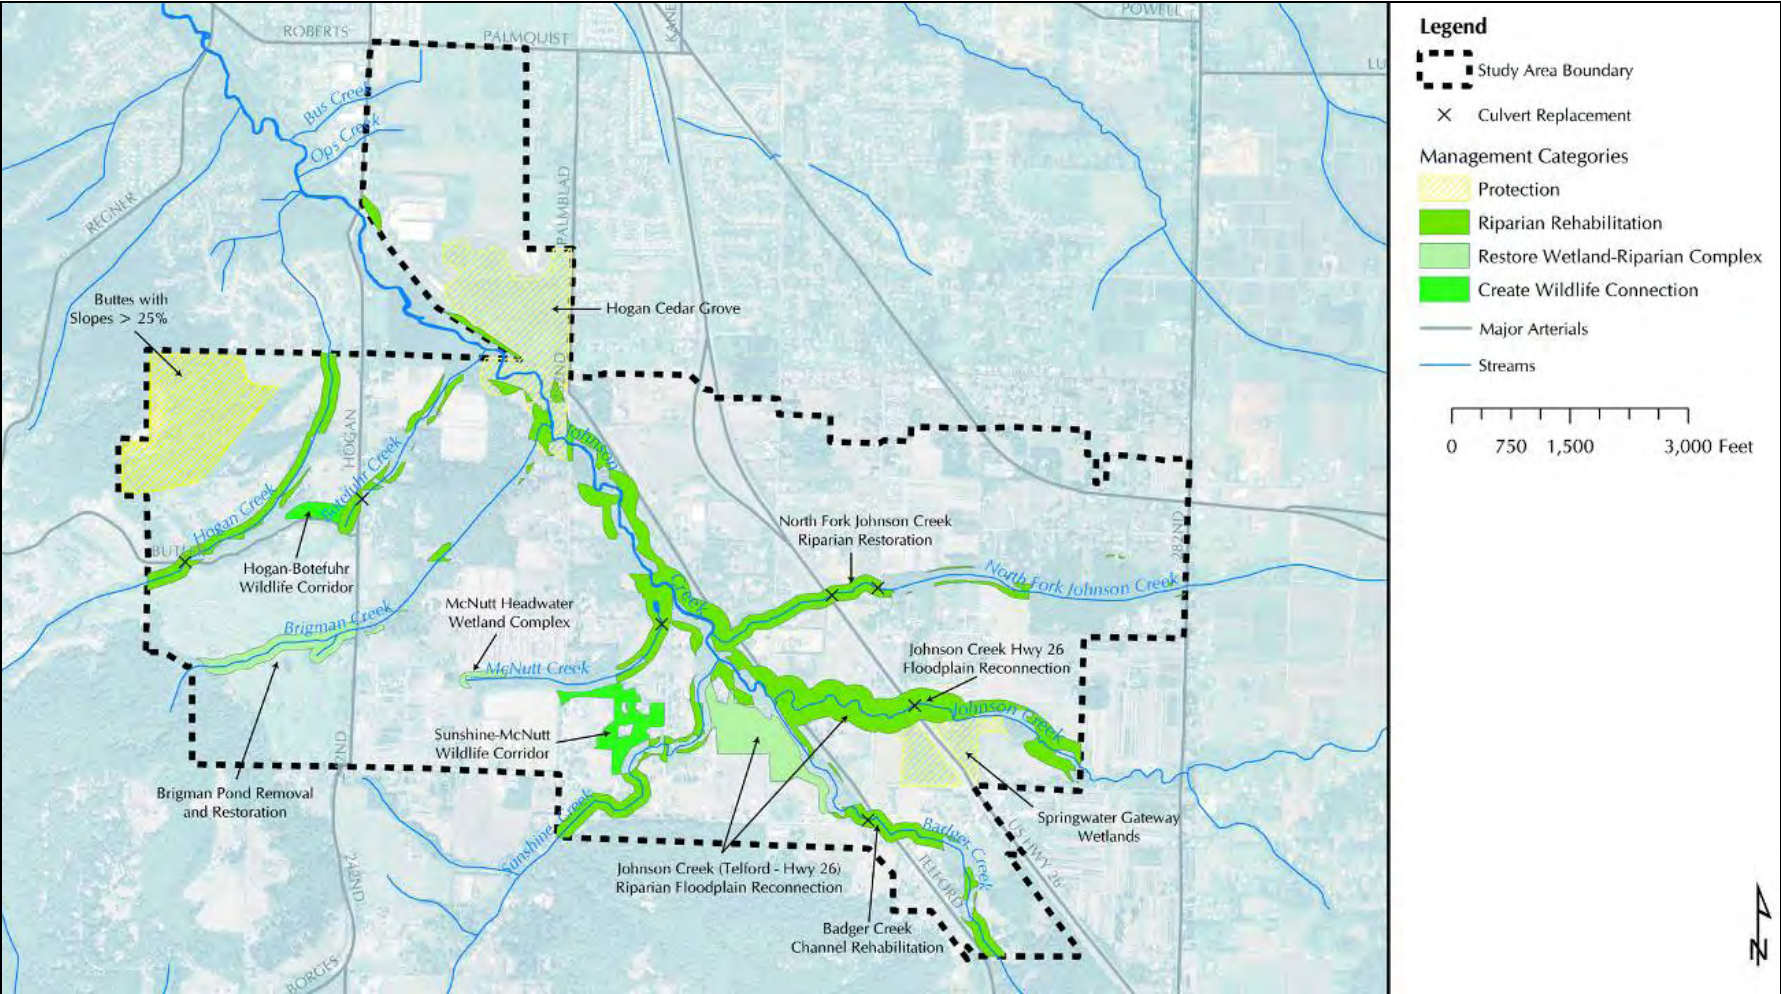 ROBERTS
PALMQUIST
KANE
POWELL
LU
Bus Creek
Ops Creek
REGNER
PALMBLAD
Buttes with
Slopes > 25%
Hogan Cedar Grove
HOGAN
Johnson
Botefuhr Creek
Hogan Creek
BUTLER
Hogan-Botefuhr
Wildlife Corridor
North Fork Johnson Creek
Riparian Restoration
282ND
North Fork Johnson Creek
Creek
McNutt Headwater
Wetland Complex
Brigman Creek
McNutt Creek
Johnson Creek Hwy 26
Floodplain Reconnection
Johnson Creek
Sunshine-McNutt
Wildlife Corridor
Brigman Pond Removal
and Restoration
Springwater Gateway
Wetlands
Sunshine Creek
Badger Creek
US HWY 26
TELFORD
242ND
Johnson Creek (Telford - Hwy 26)
Riparian Floodplain Reconnection
Badger Creek
Channel Rehabilitation
BORGES
Legend
Study Area Boundary
Culvert Replacement
Management Categories
Protection
Riparian Rehabilitation
Restore Wetland-Riparian Complex
Create Wildlife Connection
Major Arterials
Streams
0 750 1,500 3,000 Feet
N